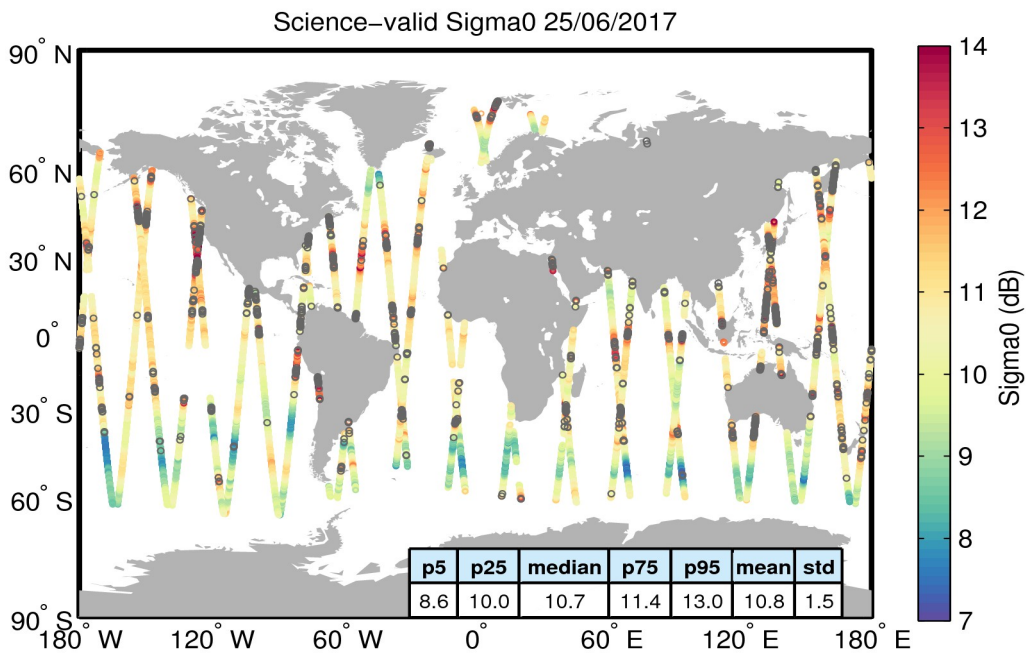 Science−valid Sigma0 25/06/2017
90° N
60° N
30° N
0°
30° S
60° S
90° S
180° W
120° W
60° W
0°
60° E
120° E
180° E
p5 p25 median p75 p95 mean std
8.6 10.0 10.7 11.4 13.0 10.8 1.5
14
13
12
11
10
9
8
7
Sigma0 (dB)